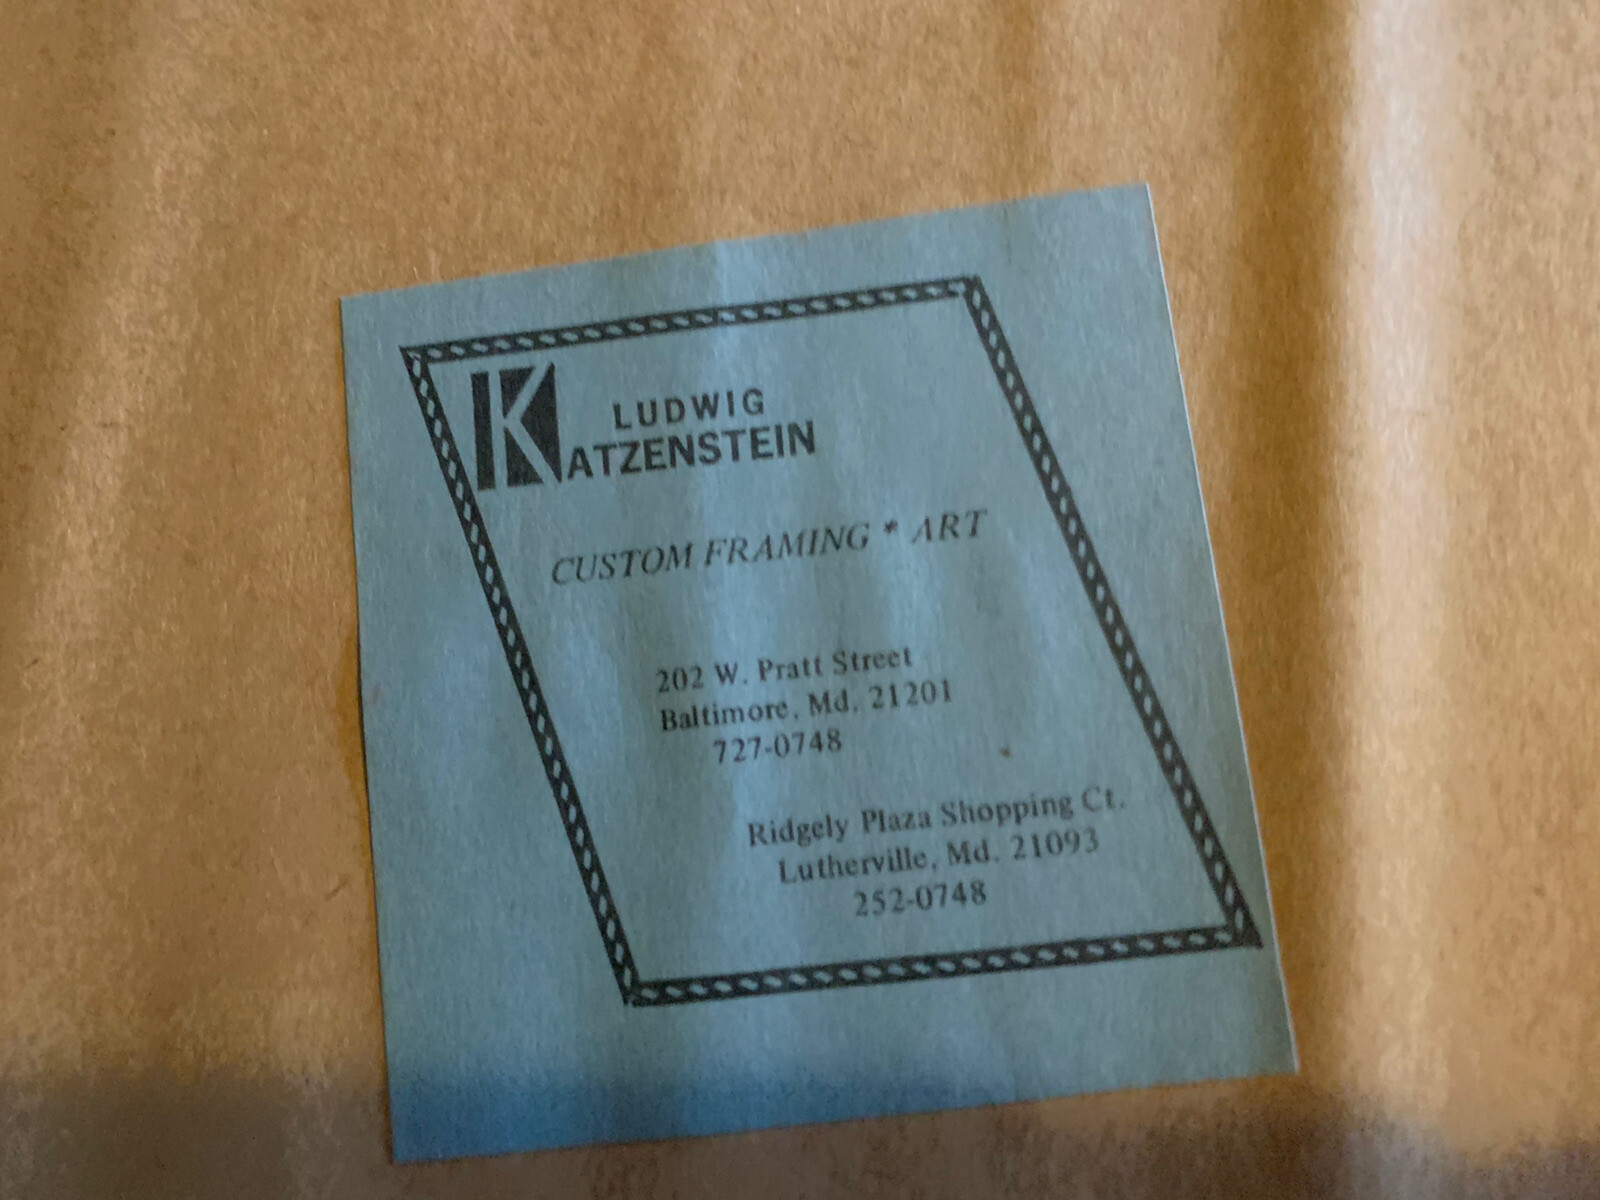 LUDWIG
KATZENSTEIN
CUSTOM FRAMING * ART
202 W. Pratt Street
Baltimore, Md. 21201
727-0748
Ridgely Plaza Shopping Ct.
Lutherville, Md. 21093
252-0748